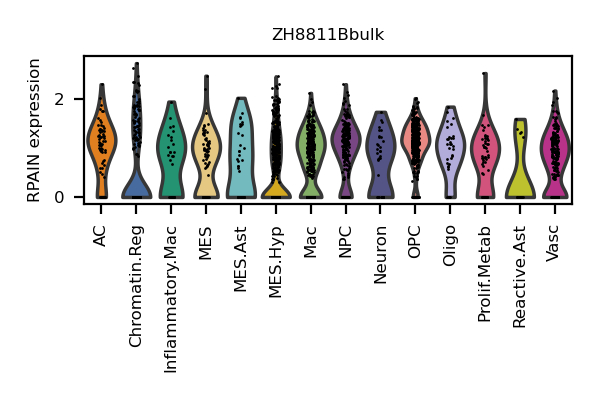 ZH8811Bbulk
RPAIN expression
2
0
AC
Chromatin.Reg
Inflammatory.Mac
MES
MES.Ast
MES.Hyp
Mac
NPC
Neuron
OPC
Oligo
Prolif.Metab
Reactive.Ast
Vasc